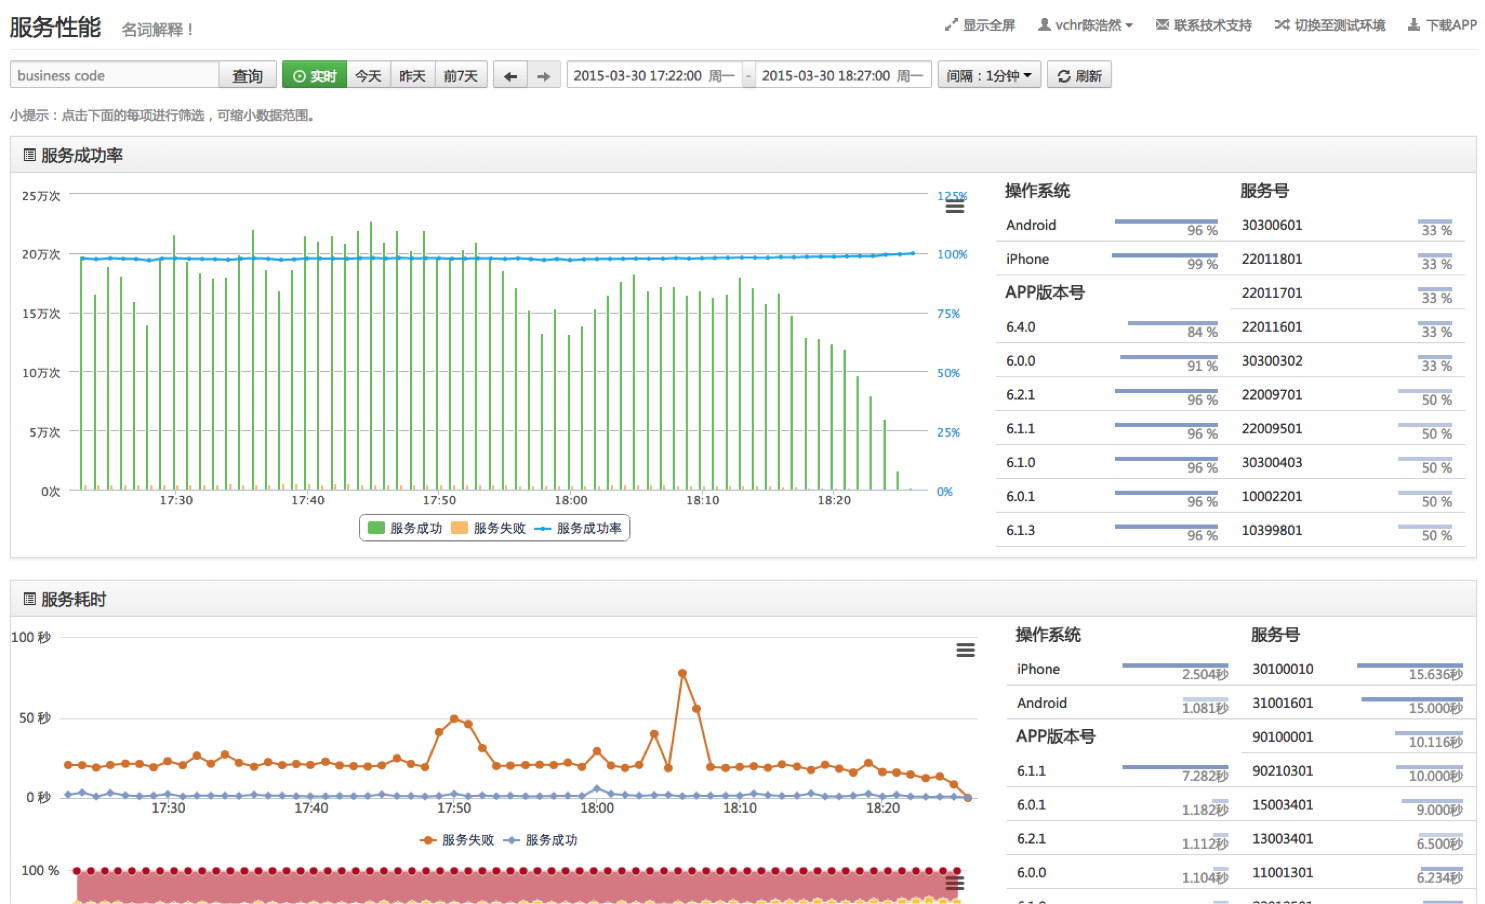 服务性能 名词解释！
显示全屏 vchr陈浩然 联系技术支持 切换至测试环境 下载APP
business code 查询 实时 今天 昨天 前7天 2015-03-30 17:22:00 周一 - 2015-03-30 18:27:00 周一 间隔：1分钟 刷新
小提示：点击下面的每项进行筛选，可缩小数据范围。
服务成功率
25万次
20万次
15万次
10万次
5万次
0次
125%
100%
75%
50%
25%
0%
17:30 17:40 17:50 18:00 18:10 18:20
服务成功 服务失败 服务成功率
操作系统
Android 96 %
iPhone 99 %
APP版本号
6.4.0 84 %
6.0.0 91 %
6.2.1 96 %
6.1.1 96 %
6.1.0 96 %
6.0.1 96 %
6.1.3 96 %
服务号
30300601 33 %
22011801 33 %
22011701 33 %
22011601 33 %
30300302 33 %
22009701 50 %
22009501 50 %
30300403 50 %
10002201 50 %
10399801 50 %
服务耗时
100 秒
50 秒
0 秒
17:30 17:40 17:50 18:00 18:10 18:20
服务失败 服务成功
100 %
操作系统
iPhone 2.504秒
Android 1.081秒
APP版本号
6.1.1 7.282秒
6.0.1 1.182秒
6.2.1 1.112秒
6.0.0 1.104秒
服务号
30100010 15.636秒
31001601 15.000秒
90100001 10.116秒
90210301 10.000秒
15003401 9.000秒
13003401 6.500秒
11001301 6.234秒